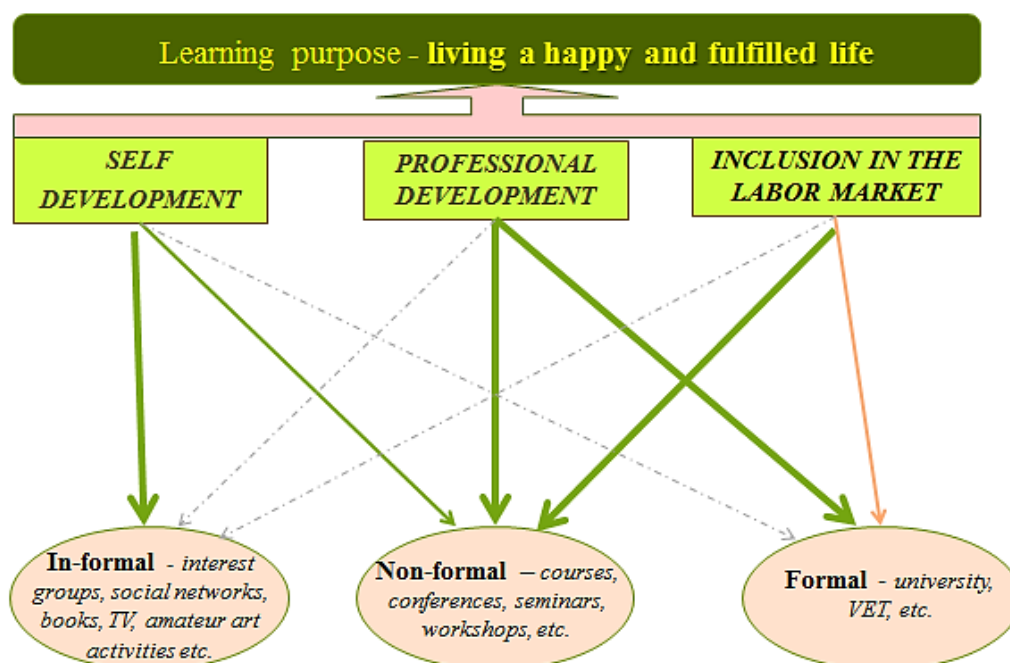 Learning purpose - living a happy and fulfilled life
SELF
DEVELOPMENT
PROFESSIONAL
DEVELOPMENT
INCLUSION IN THE
LABOR MARKET
In-formal - interest
groups, social networks,
books, TV, amateur art
activities etc.
Non-formal – courses,
conferences, seminars,
workshops, etc.
Formal - university,
VET, etc.